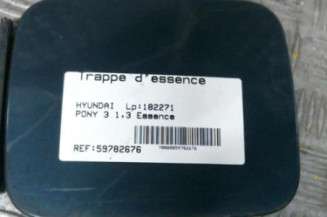 Trappe d'essence
HYUNDAI Lp:182271
PONY 3 1.3 Essence
REF:59782676